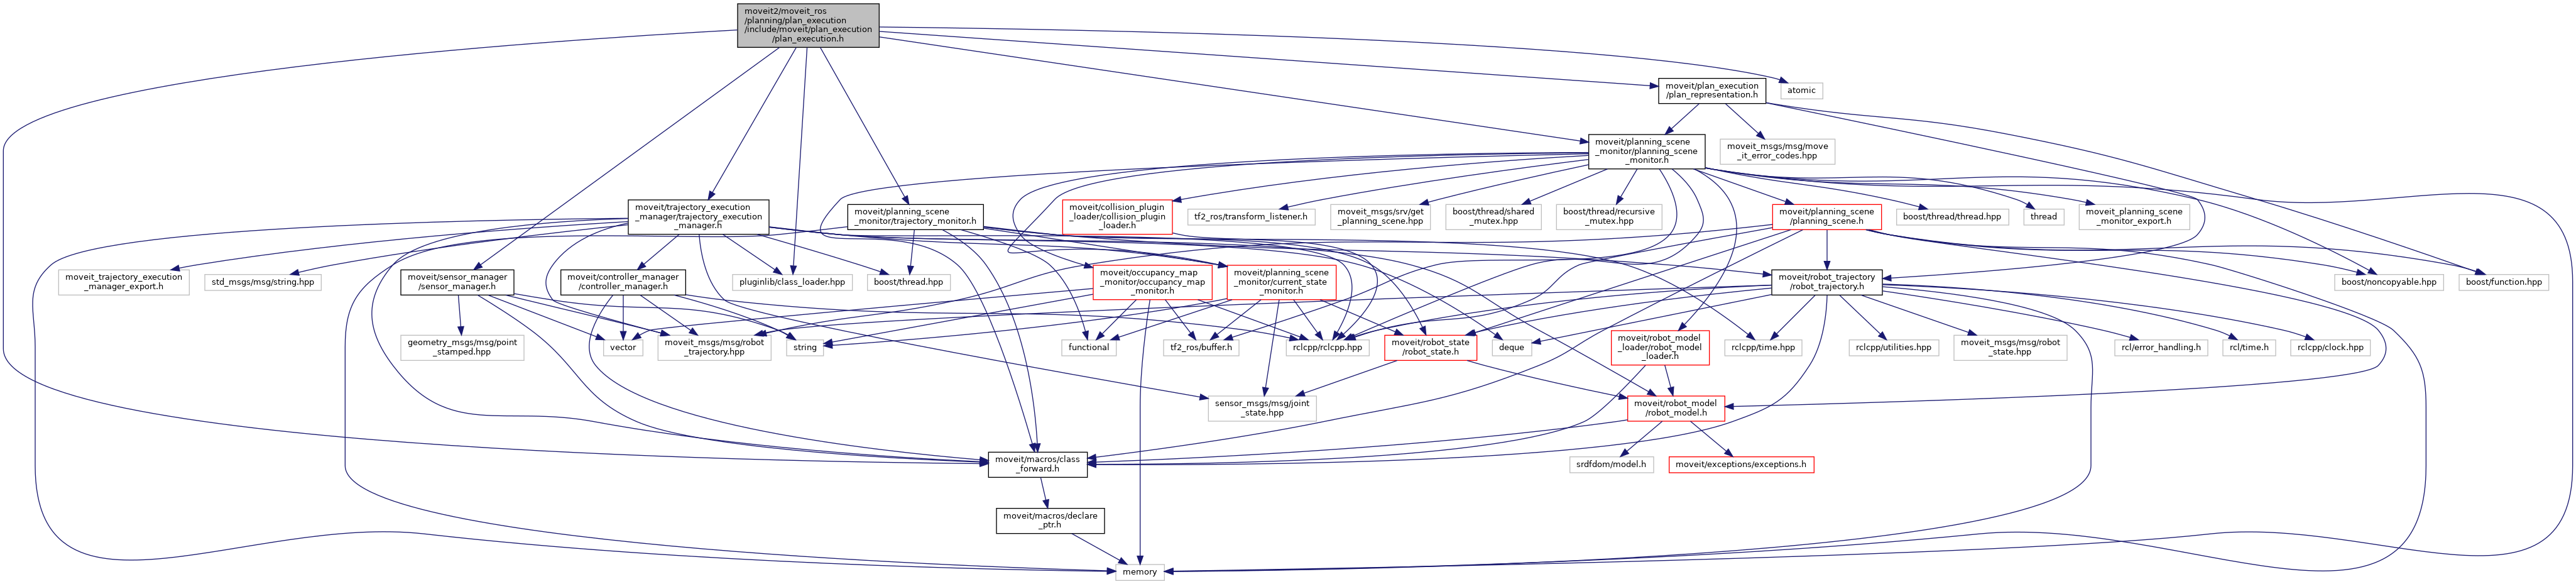 moveit2/moveit_ros
/planning/plan_execution
/include/moveit/plan_execution
/plan_execution.h
moveit/plan_execution
/plan_representation.h
atomic
moveit/planning_scene
_monitor/planning_scene
_monitor.h
moveit_msgs/msg/move
_it_error_codes.hpp
moveit/trajectory_execution
_manager/trajectory_execution
_manager.h
moveit/planning_scene
_monitor/trajectory_monitor.h
moveit/collision_plugin
_loader/collision_plugin
_loader.h
tf2_ros/transform_listener.h
moveit_msgs/src/get
_planning_scene.hpp
boost/thread/shared
_mutex.hpp
boost/thread/recursive
_mutex.hpp
moveit/planning_scene
/planning_scene.h
boost/thread/thread.hpp
thread
moveit_planning_scene
_monitor_export.h
moveit_trajectory_execution
_manager_export.h
std_msgs/msg/string.hpp
moveit/sensor_manager
/sensor_manager.h
moveit/controller_manager
/controller_manager.h
pluginlib/class_loader.hpp
boost/thread.hpp
moveit/occupancy_map
_monitor/occupancy_map
_monitor.h
moveit/planning_scene
_monitor/current_state
_monitor.h
moveit/robot_trajectory
/robot_trajectory.h
boost/noncopyable.hpp
boost/function.hpp
geometry_msgs/msg/point
_stamped.hpp
vector
moveit_msgs/msg/robot
_trajectory.hpp
string
functional
tf2_ros/buffer.h
rclcpp/rclcpp.hpp
moveit/robot_state
/robot_state.h
deque
moveit/robot_model
_loader/robot_model
_loader.h
rclcpp/time.hpp
rclcpp/utilities.hpp
moveit_msgs/msg/robot
_state.hpp
rcl/error_handling.h
rcl/time.h
rclcpp/clock.hpp
sensor_msgs/msg/joint
_state.hpp
moveit/robot_model
/robot_model.h
moveit/macros/class
_forward.h
srdfdom/model.h
moveit/exceptions/exceptions.h
moveit/macros/declare
_ptr.h
memory